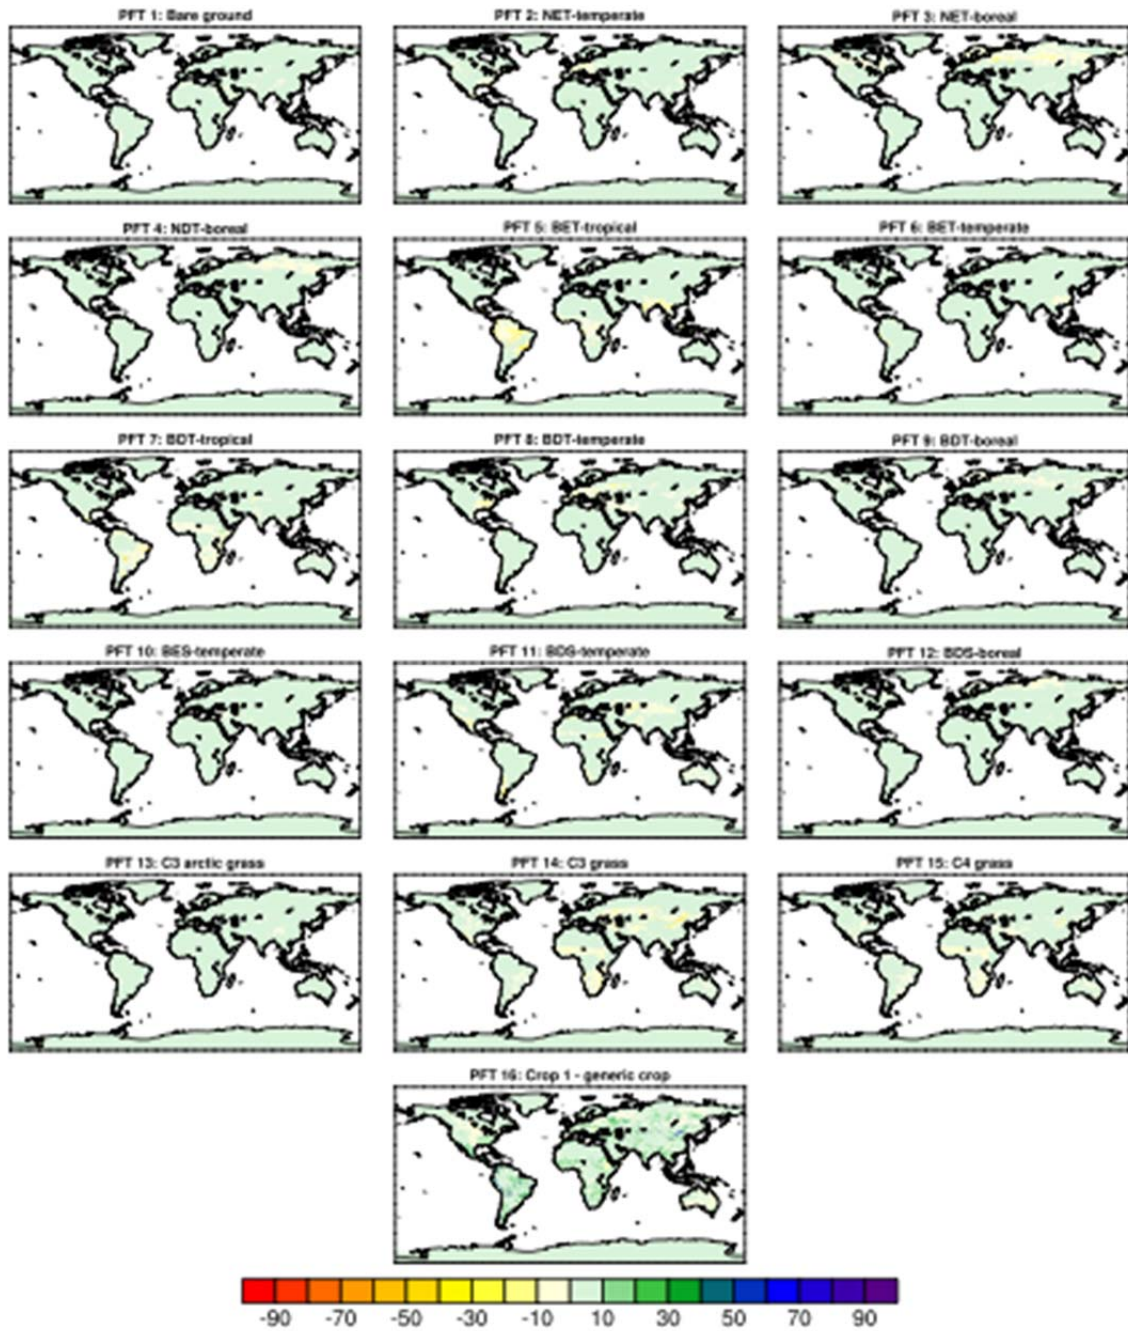 PFT 1: Bare ground
PFT 2: NET-temperate
PFT 3: NET-boreal
PFT 4: NDT-boreal
PFT 5: BET-tropical
PFT 6: BET-temperate
PFT 7: BDT-tropical
PFT 8: BDT-temperate
PFT 9: BDT-boreal
PFT 10: BES-temperate
PFT 11: BDS-temperate
PFT 12: BDS-boreal
PFT 13: C3 arctic grass
PFT 14: C3 grass
PFT 15: C4 grass
PFT 16: Crop 1 - generic crop
-90 -70 -50 -30 -10 10 30 50 70 90